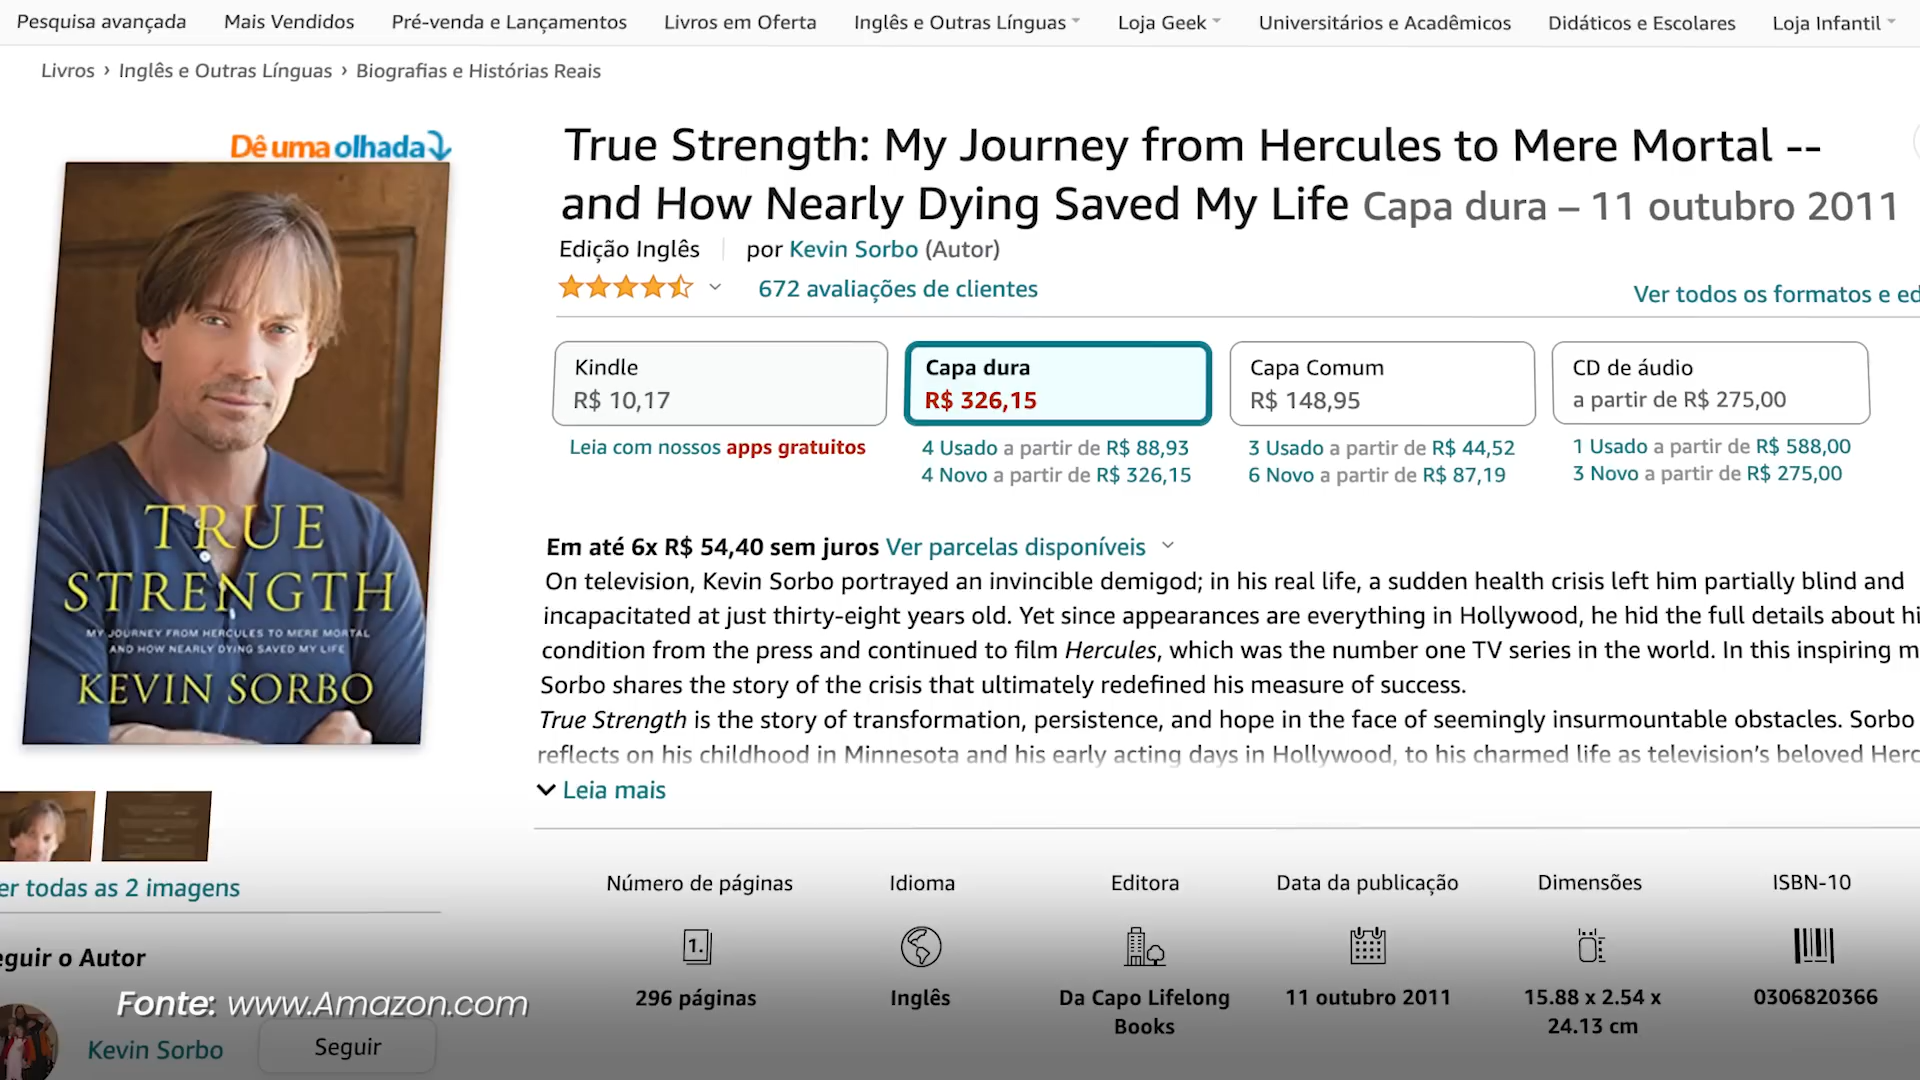 Pesquisa avançada Mais Vendidos Pré-venda e Lançamentos Livros em Oferta Inglês e Outras Línguas Loja Geek Universitários e Acadêmicos Didáticos e Escolares Loja Infantil
Livros › Inglês e Outras Línguas › Biografias e Histórias Reais
Dê uma olhada
TRUE
STRENGTH
MY JOURNEY FROM HERCULES TO MERE MORTAL
AND HOW NEARLY DYING SAVED MY LIFE
KEVIN SORBO
er todas as 2 imagens
eguir o Autor
Kevin Sorbo Seguir
Fonte: www.Amazon.com
True Strength: My Journey from Hercules to Mere Mortal --
and How Nearly Dying Saved My Life Capa dura – 11 outubro 2011
Edição Inglês por Kevin Sorbo (Autor)
672 avaliações de clientes
Ver todos os formatos e ed
Kindle
R$ 10,17
Leia com nossos apps gratuitos
Capa dura
R$ 326,15
4 Usado a partir de R$ 88,93
4 Novo a partir de R$ 326,15
Capa Comum
R$ 148,95
3 Usado a partir de R$ 44,52
6 Novo a partir de R$ 87,19
CD de áudio
a partir de R$ 275,00
1 Usado a partir de R$ 588,00
3 Novo a partir de R$ 275,00
Em até 6x R$ 54,40 sem juros Ver parcelas disponíveis
On television, Kevin Sorbo portrayed an invincible demigod; in his real life, a sudden health crisis left him partially blind and
incapacitated at just thirty-eight years old. Yet since appearances are everything in Hollywood, he hid the full details about hi
condition from the press and continued to film Hercules, which was the number one TV series in the world. In this inspiring m
Sorbo shares the story of the crisis that ultimately redefined his measure of success.
True Strength is the story of transformation, persistence, and hope in the face of seemingly insurmountable obstacles. Sorbo
reflects on his childhood in Minnesota and his early acting days in Hollywood, to his charmed life as television’s beloved Herc
Leia mais
Número de páginas
1.
296 páginas
Idioma
Inglês
Editora
Da Capo Lifelong
Books
Data da publicação
11 outubro 2011
Dimensões
15.88 x 2.54 x
24.13 cm
ISBN-10
0306820366